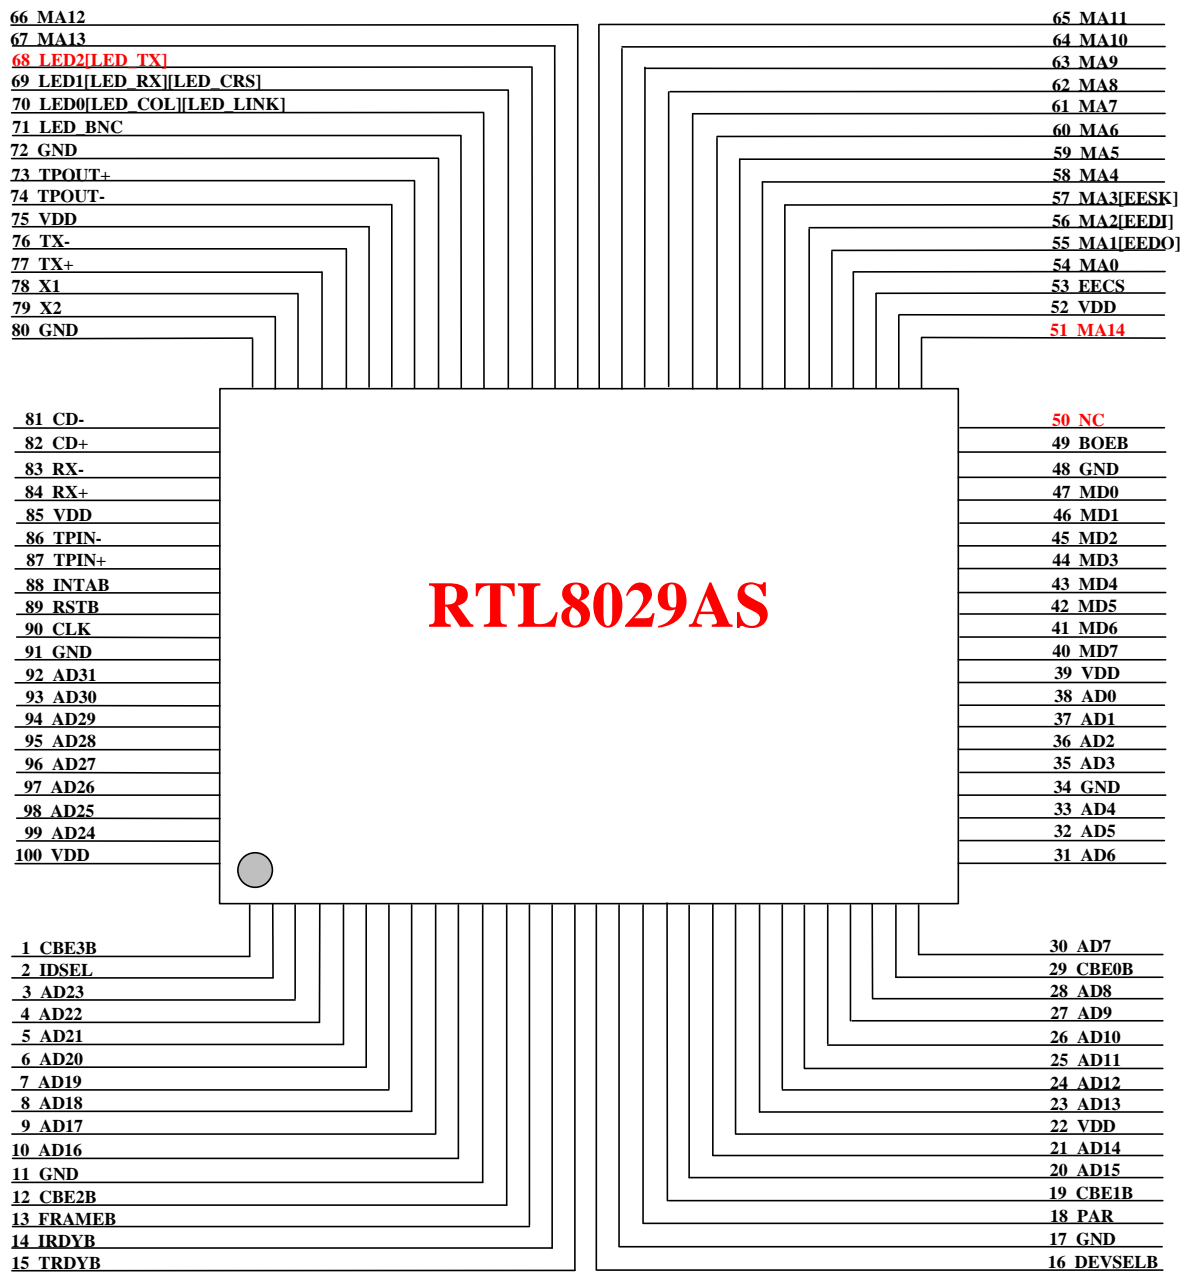 66 MA12
67 MA13
68 LED2[LED_TX]
69 LED1[LED_RX][LED_CRS]
70 LED0[LED_COL][LED_LINK]
71 LED_BNC
72 GND
73 TPOUT+
74 TPOUT-
75 VDD
76 TX-
77 TX+
78 X1
79 X2
80 GND
65 MA11
64 MA10
63 MA9
62 MA8
61 MA7
60 MA6
59 MA5
58 MA4
57 MA3[EESK]
56 MA2[EEDI]
55 MA1[EEDO]
54 MA0
53 EECS
52 VDD
51 MA14
81 CD-
82 CD+
83 RX-
84 RX+
85 VDD
86 TPIN-
87 TPIN+
88 INTAB
89 RSTB
90 CLK
91 GND
92 AD31
93 AD30
94 AD29
95 AD28
96 AD27
97 AD26
98 AD25
99 AD24
100 VDD
RTL8029AS
50 NC
49 BOEB
48 GND
47 MD0
46 MD1
45 MD2
44 MD3
43 MD4
42 MD5
41 MD6
40 MD7
39 VDD
38 AD0
37 AD1
36 AD2
35 AD3
34 GND
33 AD4
32 AD5
31 AD6
1 CBE3B
2 IDSEL
3 AD23
4 AD22
5 AD21
6 AD20
7 AD19
8 AD18
9 AD17
10 AD16
11 GND
12 CBE2B
13 FRAMEB
14 IRDYB
15 TRDYB
30 AD7
29 CBE0B
28 AD8
27 AD9
26 AD10
25 AD11
24 AD12
23 AD13
22 VDD
21 AD14
20 AD15
19 CBE1B
18 PAR
17 GND
16 DEVSELB